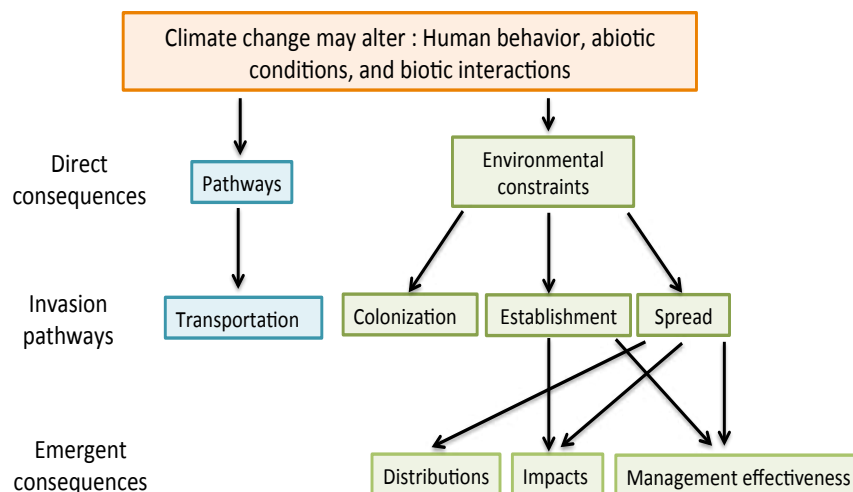 Climate change may alter : Human behavior, abiotic
conditions, and biotic interactions
Direct
consequences
Pathways
Environmental
constraints
Invasion
pathways
Transportation
Colonization
Establishment
Spread
Emergent
consequences
Distributions
Impacts
Management effectiveness